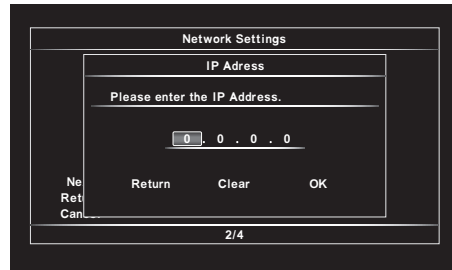 Network Settings
IP Adress
Please enter the IP Address.
0 . 0 . 0 . 0
Return Clear OK
2/4